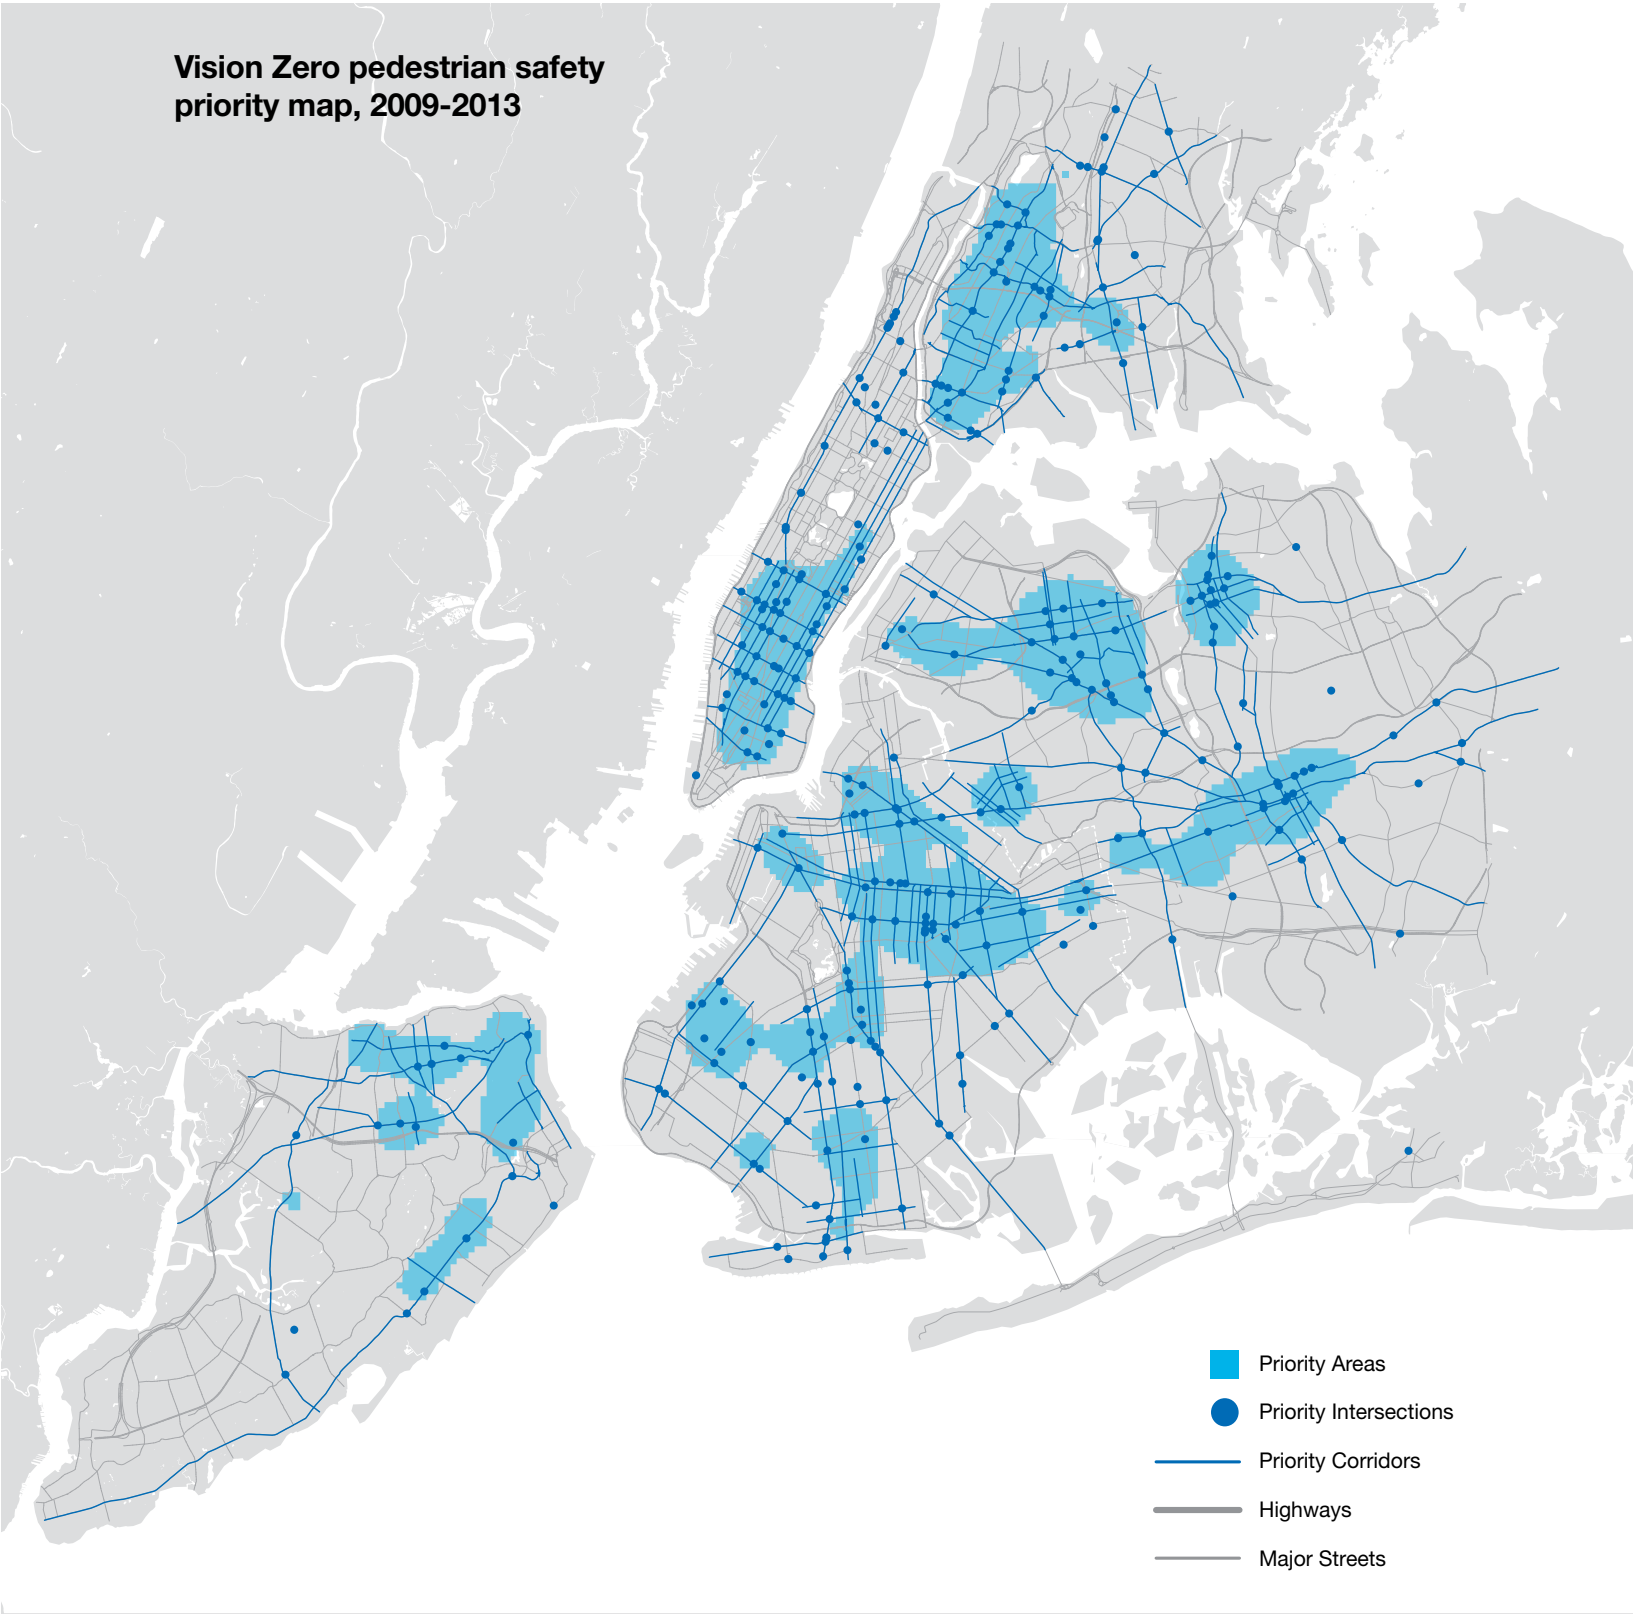 Vision Zero pedestrian safety
priority map, 2009-2013
Priority Areas
Priority Intersections
Priority Corridors
Highways
Major Streets